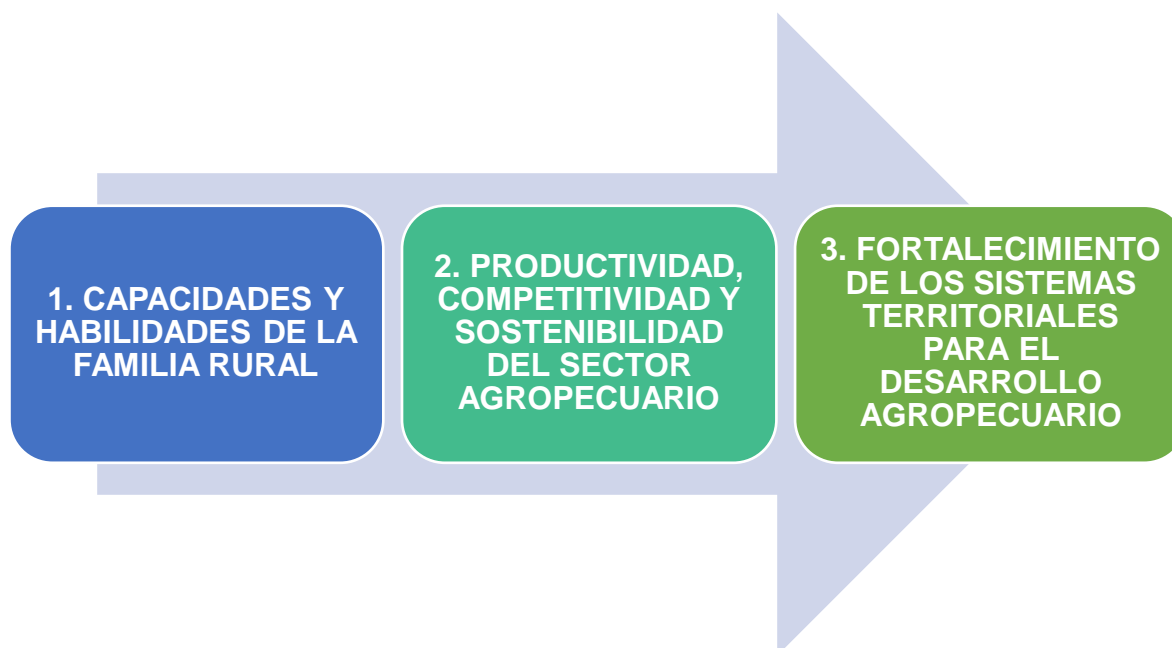 1. CAPACIDADES Y
HABILIDADES DE LA
FAMILIA RURAL
2. PRODUCTIVIDAD,
COMPETITIVIDAD Y
SOSTENIBILIDAD
DEL SECTOR
AGROPECUARIO
3. FORTALECIMIENTO
DE LOS SISTEMAS
TERRITORIALES
PARA EL
DESARROLLO
AGROPECUARIO